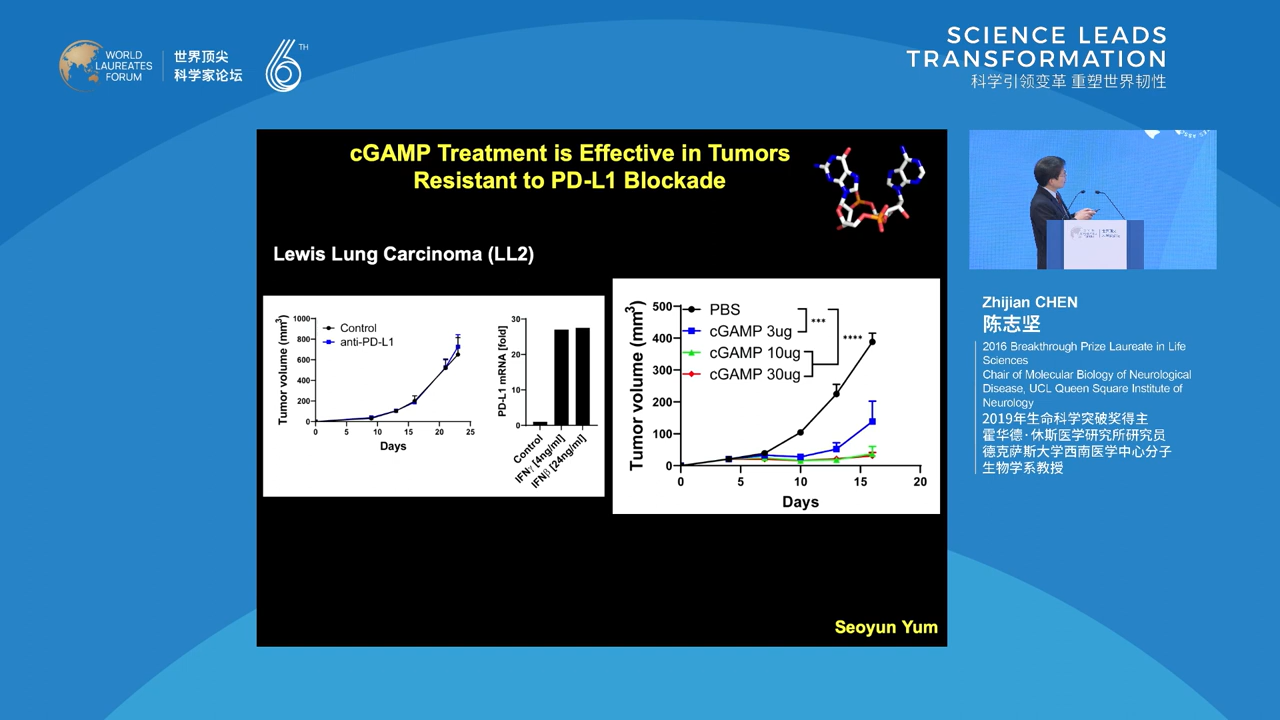 WORLD
LAUREATES
FORUM
世界顶尖
科学家论坛
6TH
SCIENCE LEADS
TRANSFORMATION
科学引领变革 重塑世界韧性
cGAMP Treatment is Effective in Tumors
Resistant to PD-L1 Blockade
Lewis Lung Carcinoma (LL2)
Tumor volume (mm3)
1000
800
600
400
200
0
Control
anti-PD-L1
0 5 10 15 20 25
Days
PD-L1 mRNA [fold]
30
20
10
0
Control
IFNγ [4ng/ml]
IFNβ [24ng/ml]
Tumor volume (mm3)
500
400
300
200
100
0
PBS
cGAMP 3ug
cGAMP 10ug
cGAMP 30ug
***
****
0 5 10 15 20
Days
Seoyun Yum
Zhijian CHEN
陈志坚
2016 Breakthrough Prize Laureate in Life
Sciences
Chair of Molecular Biology of Neurological
Disease, UCL Queen Square Institute of
Neurology
2019年生命科学突破奖得主
霍华德·休斯医学研究所研究员
德克萨斯大学西南医学中心分子
生物学系教授